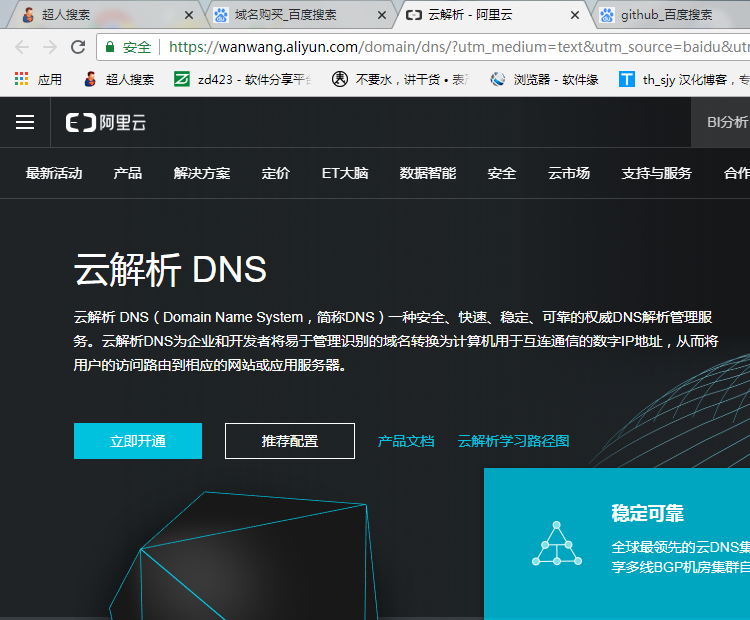 超人搜索
域名购买_百度搜索
云解析 - 阿里云
github_百度搜索
安全
https://wanwang.aliyun.com/domain/dns/?utm_medium=text&utm_source=baidu&utm
应用
超人搜索
zd423 - 软件分享平台
不要水，讲干货 •
浏览器 - 软件缘
th_sjy 汉化博客，专
阿里云
BI分析
最新活动
产品
解决方案
定价
ET大脑
数据智能
安全
云市场
支持与服务
合作
云解析 DNS
云解析 DNS（Domain Name System，简称DNS）一种安全、快速、稳定、可靠的权威DNS解析管理服
务。云解析DNS为企业和开发者将易于管理识别的域名转换为计算机用于互连通信的数字IP地址，从而将
用户的访问路由到相应的网站或应用服务器。
立即开通
推荐配置
产品文档
云解析学习路径图
稳定可靠
全球最领先的云DNS集
享多线BGP机房集群自